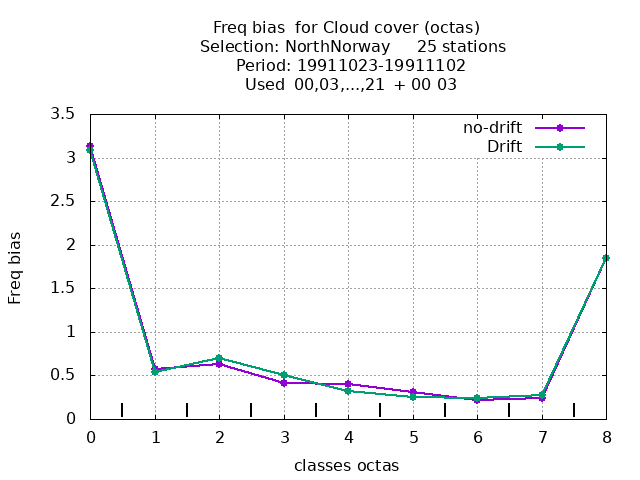 Freq bias  for Cloud cover (octas)
Selection: NorthNorway     25 stations
Period: 19911023-19911102
Used  00,03,...,21  + 00 03
no-drift
Drift
3.5
3
2.5
2
1.5
1
0.5
0
Freq bias
0 1 2 3 4 5 6 7 8
classes octas